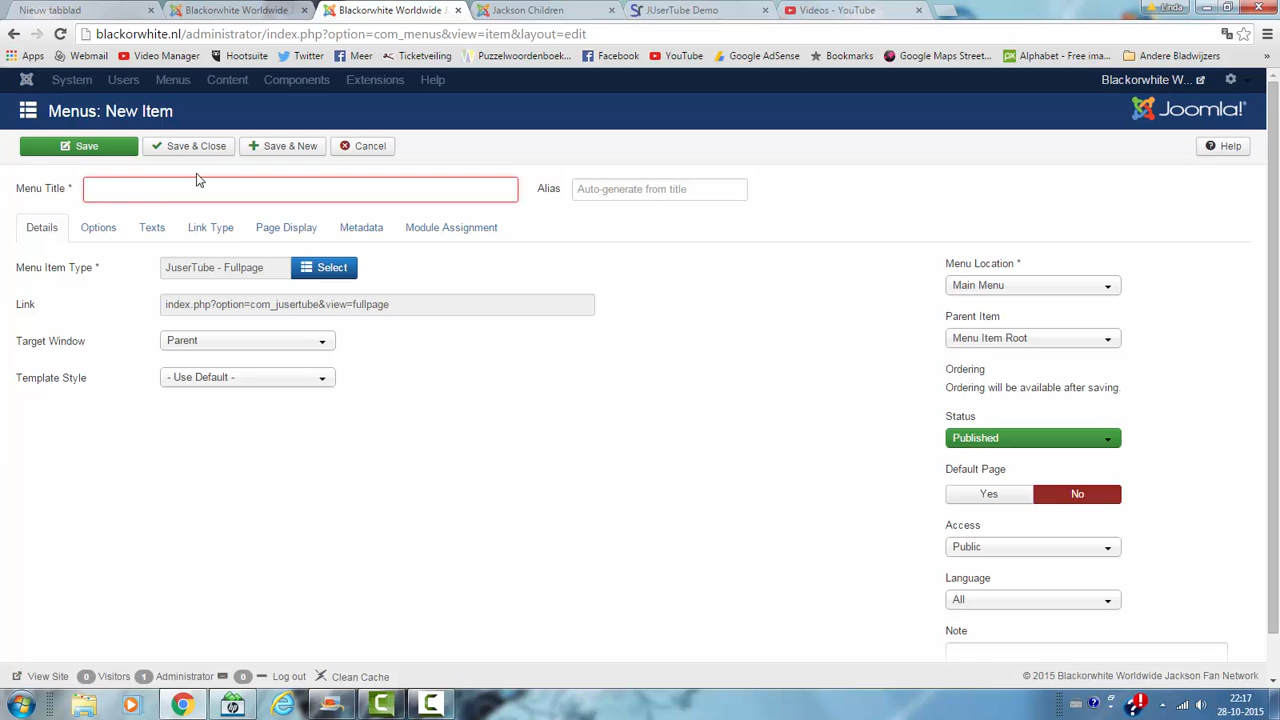 Nieuw tabblad
Blackorwhite Worldwide
Blackorwhite Worldwide J
Jackson Children
JUserTube Demo
Videos - YouTube
Linda
blackorwhite.nl/administrator/index.php?option=com_menus&view=item&layout=edit
Apps
Webmail
Video Manager
Hootsuite
Twitter
Meer
Ticketveiling
Puzzelwoordenboek...
Facebook
YouTube
Google AdSense
Bookmarks
Google Maps Street...
Alphabet - Free ima...
Andere Bladwijzers
System Users Menus Content Components Extensions Help
Blackorwhite W...
Menus: New Item
Joomla!
Save
Save & Close
Save & New
Cancel
Help
Menu Title *
Alias
Auto-generate from title
Details Options Texts Link Type Page Display Metadata Module Assignment
Menu Item Type *
JuserTube - Fullpage
Select
Link
index.php?option=com_jusertube&view=fullpage
Target Window
Parent
Template Style
- Use Default -
Menu Location *
Main Menu
Parent Item
Menu Item Root
Ordering
Ordering will be available after saving.
Status
Published
Default Page
Yes
No
Access
Public
Language
All
Note
View Site
0 Visitors
1 Administrator
0
Log out
Clean Cache
© 2015 Blackorwhite Worldwide Jackson Fan Network
22:17
28-10-2015